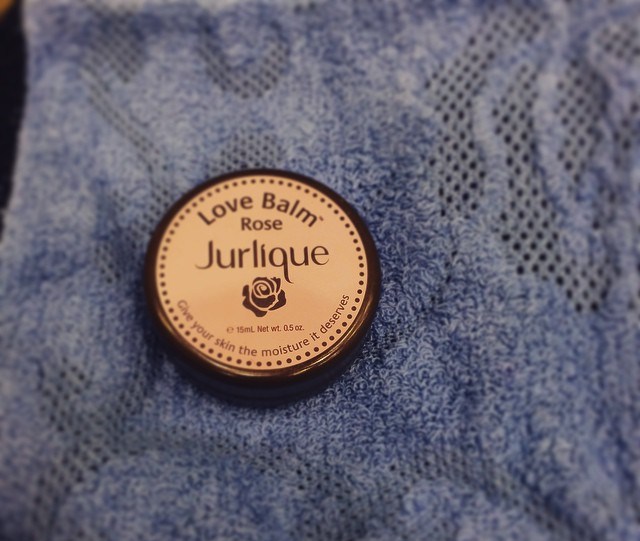 Love Balm™
Rose
Jurlique
℮ 15mL Net wt. 0.5 oz.
Give your skin the moisture it deserves